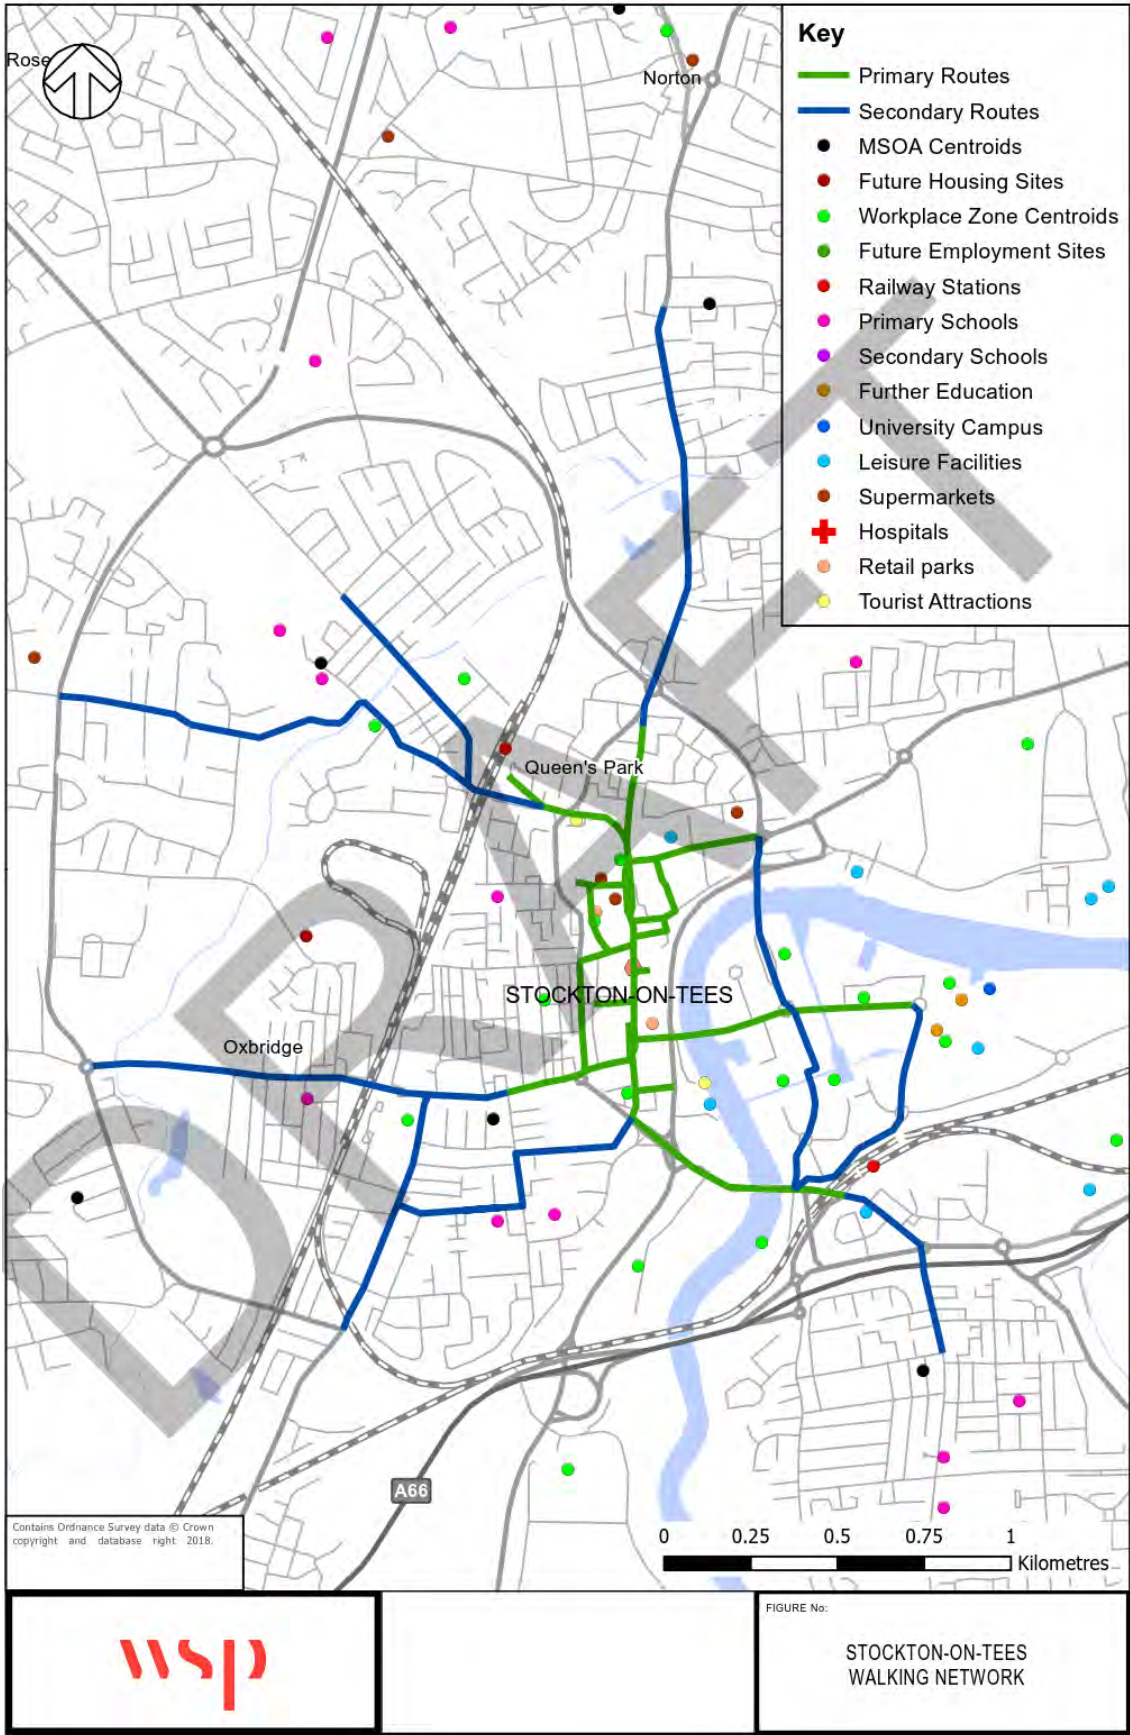 Rose
Norton
Key
Primary Routes
Secondary Routes
MSOA Centroids
Future Housing Sites
Workplace Zone Centroids
Future Employment Sites
Railway Stations
Primary Schools
Secondary Schools
Further Education
University Campus
Leisure Facilities
Supermarkets
Hospitals
Retail parks
Tourist Attractions
Queen's Park
STOCKTON-ON-TEES
Oxbridge
A66
DRAFT
0 0.25 0.5 0.75 1
Kilometres
Contains Ordnance Survey data © Crown
copyright and database right 2018.
wsp
FIGURE No:
STOCKTON-ON-TEES
WALKING NETWORK